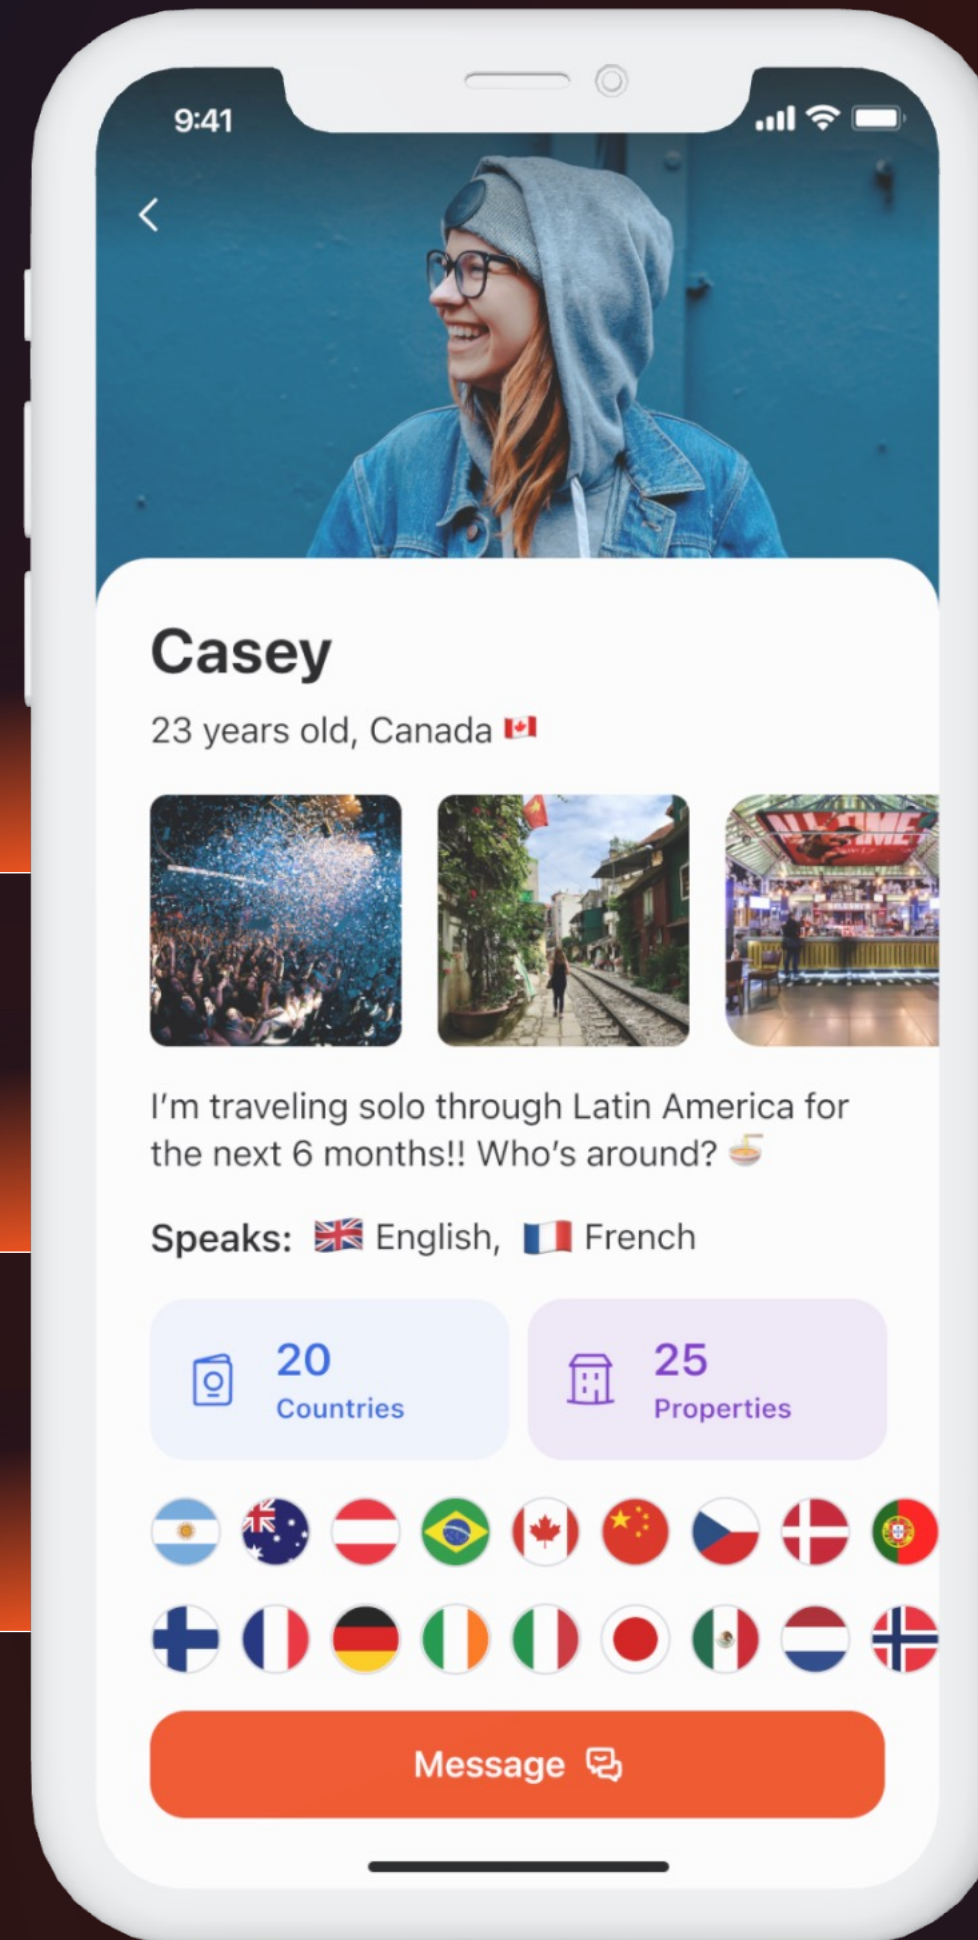 9:41
Casey
23 years old, Canada 🇨🇦
I'm traveling solo through Latin America for
the next 6 months!! Who's around? 🍜
Speaks: 🇬🇧 English, 🇫🇷 French
20
Countries
25
Properties
Message